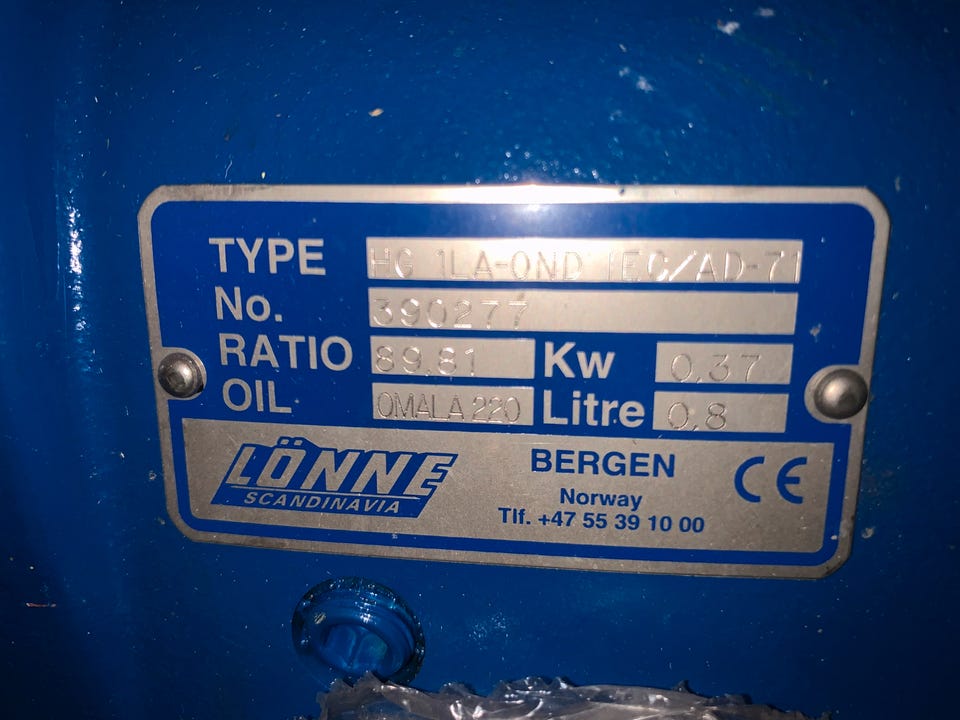 TYPE HG 1LA-0ND IEC/AD-71
No. 390277
RATIO 89,81 Kw 0,37
OIL OMALA 220 Litre 0,8
LÖNNE
SCANDINAVIA
BERGEN
Norway
Tlf. +47 55 39 10 00
CE